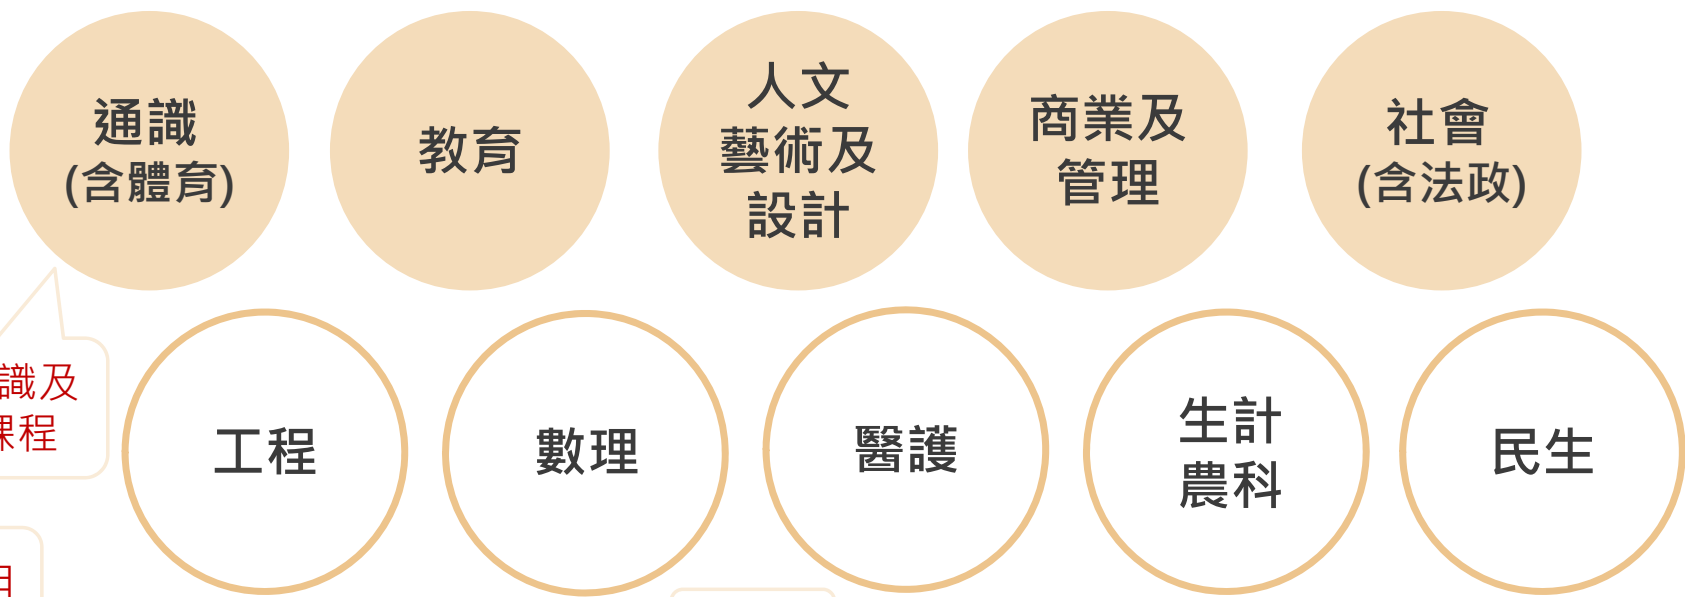 通識
(含體育)
教育
人文
藝術及
設計
商業及
管理
社會
(含法政)
識及
課程
工程
數理
醫護
生計
農科
民生